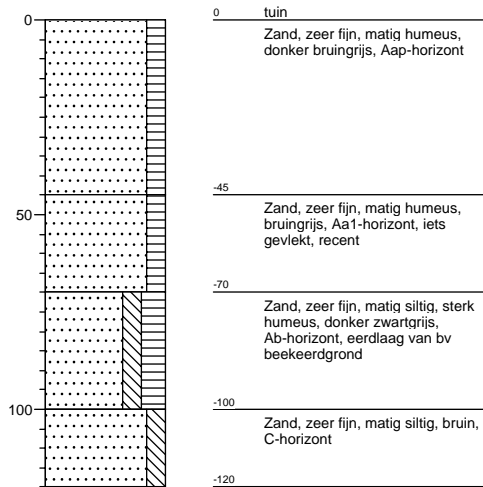 0
50
100
0
tuin
Zand, zeer fijn, matig humeus,
donker bruingrijs, Aap-horizont
-45
Zand, zeer fijn, matig humeus,
bruingrijs, Aa1-horizont, iets
gevlekt, recent
-70
Zand, zeer fijn, matig siltig, sterk
humeus, donker zwartgrijs,
Ab-horizont, eerdlaag van bv
beekeerdgrond
-100
Zand, zeer fijn, matig siltig, bruin,
C-horizont
-120